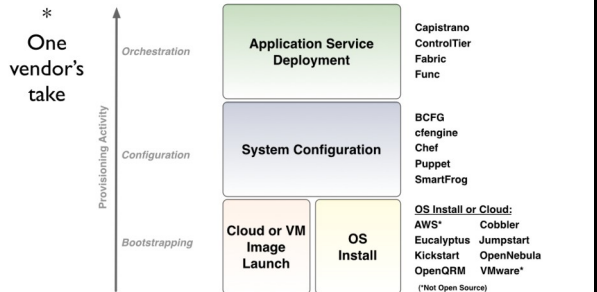 *
One
vendor's
take
Provisioning Activity
Orchestration
Application Service
Deployment
Capistrano
ControlTier
Fabric
Func
Configuration
System Configuration
BCFG
cfengine
Chef
Puppet
SmartFrog
Bootstrapping
Cloud or VM
Image
Launch
OS
Install
OS Install or Cloud:
AWS* Cobbler
Eucalyptus Jumpstart
Kickstart OpenNebula
OpenQRM VMware*
(*Not Open Source)